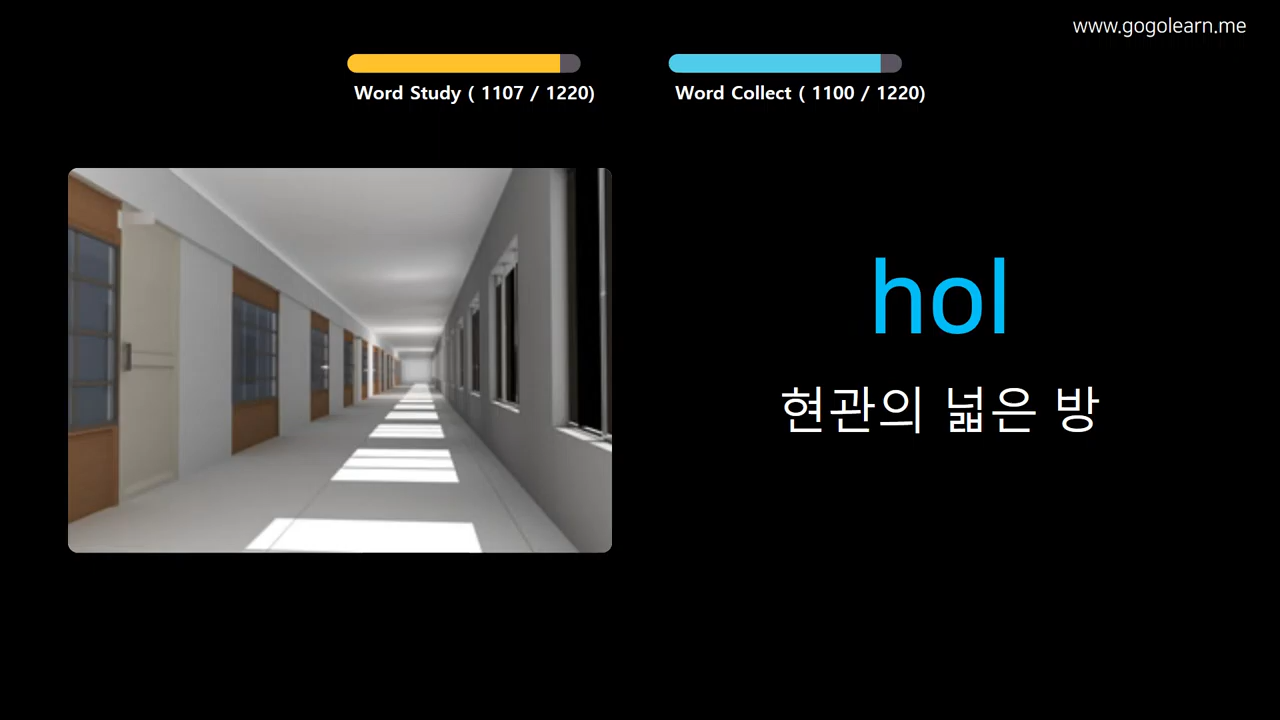 www.gogolearn.me
Word Study ( 1107 / 1220)
Word Collect ( 1100 / 1220)
hol
현관의 넓은 방